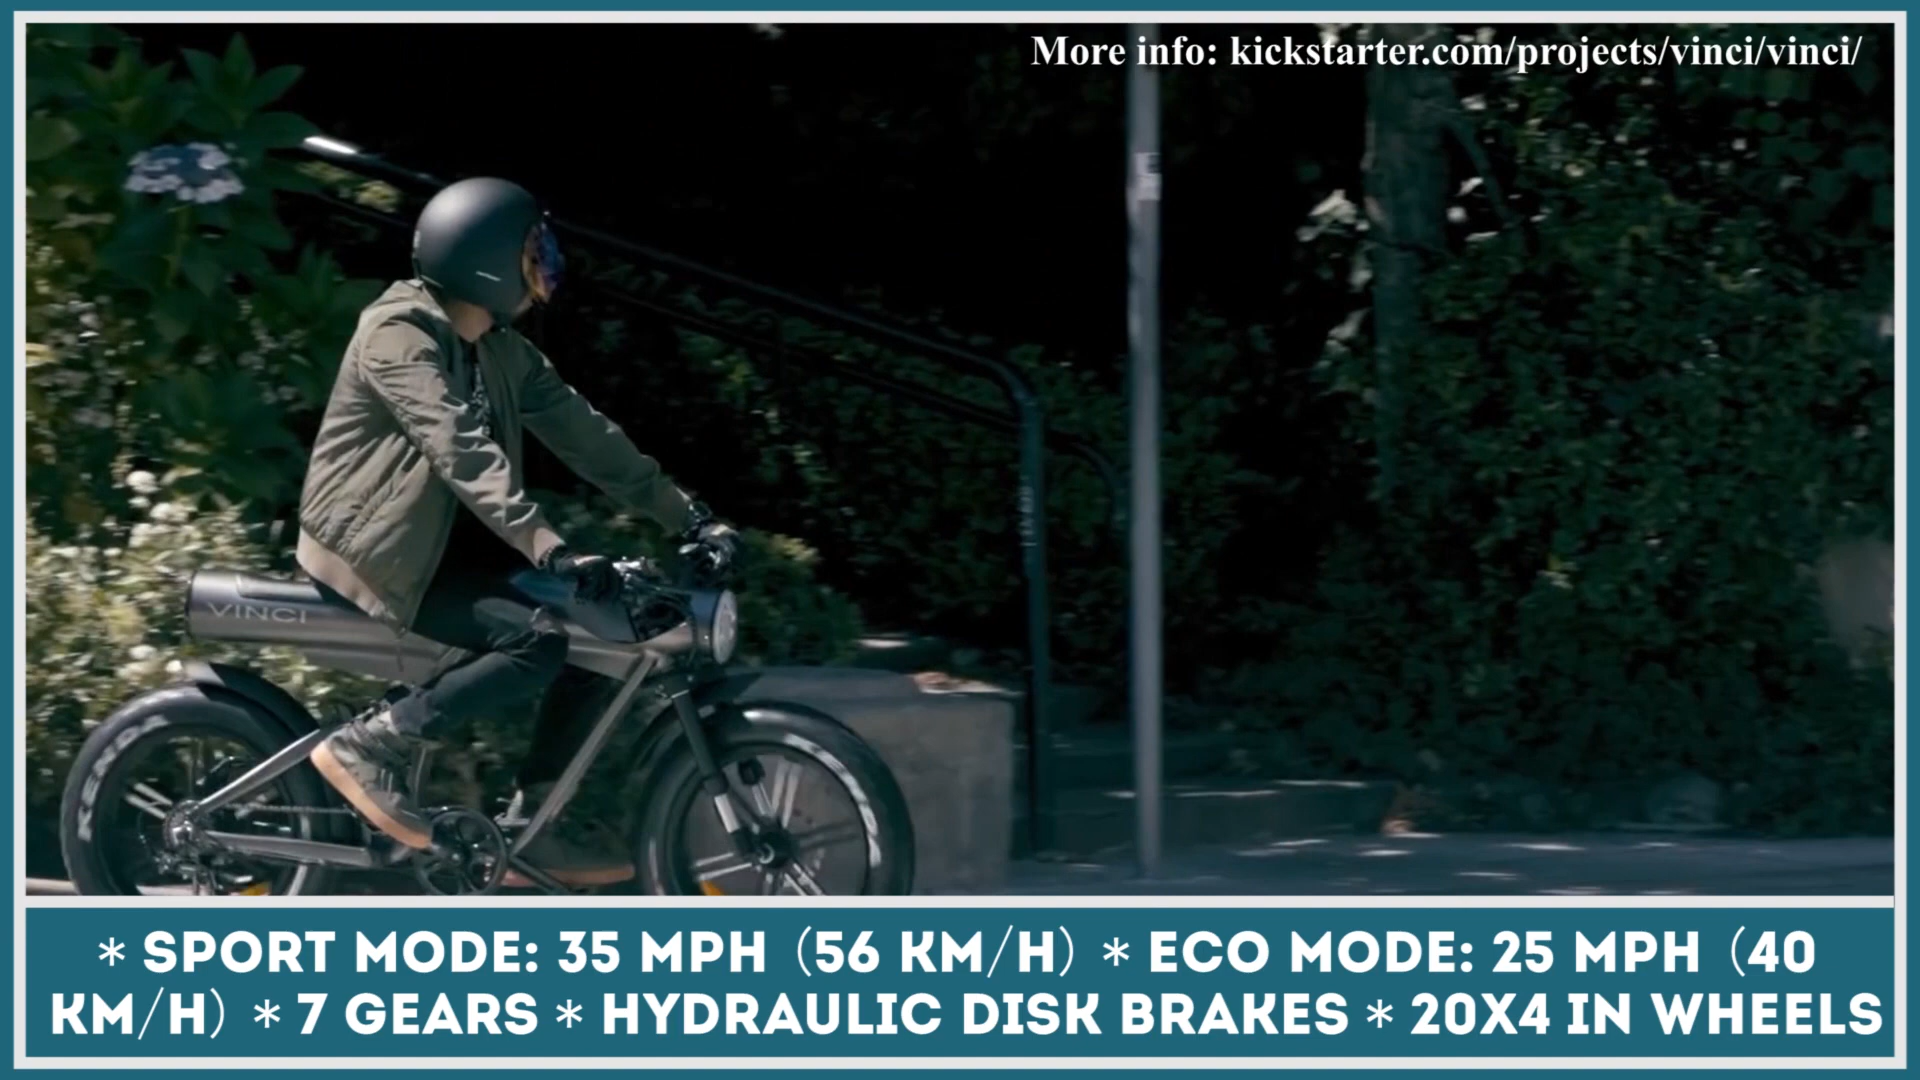 More info: kickstarter.com/projects/vinci/vinci/
VINCI
* SPORT MODE: 35 MPH (56 KM/H) * ECO MODE: 25 MPH (40
KM/H) * 7 GEARS * HYDRAULIC DISK BRAKES * 20X4 IN WHEELS